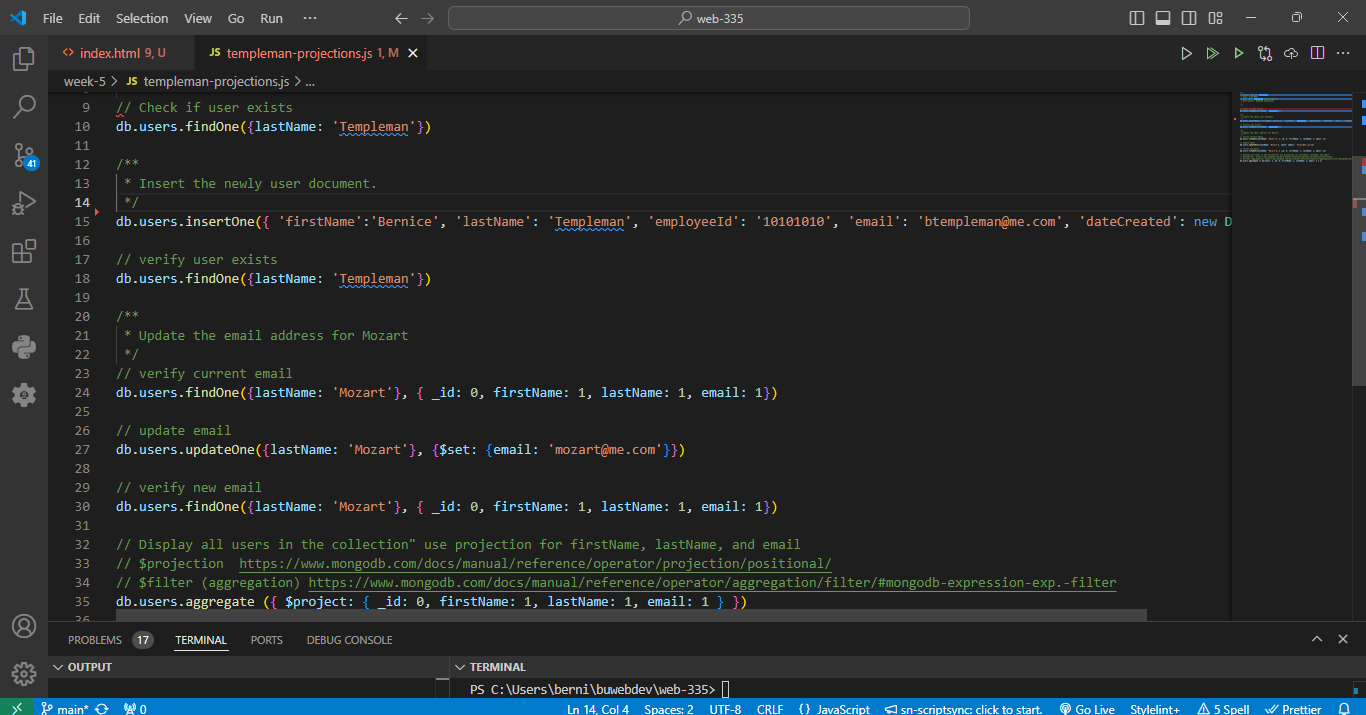 File Edit Selection View Go Run ··· ← → web-335
<> index.html 9, U JS templeman-projections.js 1, M ×
week-5 > JS templeman-projections.js > ...
9 // Check if user exists
10 db.users.findOne({lastName: 'Templeman'})
11
12 /**
13 * Insert the newly user document.
14 */
15 db.users.insertOne({ 'firstName':'Bernice', 'lastName': 'Templeman', 'employeeId': '10101010', 'email': 'btempleman@me.com', 'dateCreated': new D
16
17 // verify user exists
18 db.users.findOne({lastName: 'Templeman'})
19
20 /**
21 * Update the email address for Mozart
22 */
23 // verify current email
24 db.users.findOne({lastName: 'Mozart'}, { _id: 0, firstName: 1, lastName: 1, email: 1})
25
26 // update email
27 db.users.updateOne({lastName: 'Mozart'}, {$set: {email: 'mozart@me.com'}})
28
29 // verify new email
30 db.users.findOne({lastName: 'Mozart'}, { _id: 0, firstName: 1, lastName: 1, email: 1})
31
32 // Display all users in the collection" use projection for firstName, lastName, and email
33 // $projection  https://www.mongodb.com/docs/manual/reference/operator/projection/positional/
34 // $filter (aggregation) https://www.mongodb.com/docs/manual/reference/operator/aggregation/filter/#mongodb-expression-exp.-filter
35 db.users.aggregate ({ $project: { _id: 0, firstName: 1, lastName: 1, email: 1 } })
36
41
PROBLEMS 17 TERMINAL PORTS DEBUG CONSOLE
OUTPUT
TERMINAL
PS C:\Users\berni\buwebdev\web-335>
main* 0 Ln 14, Col 4 Spaces: 2 UTF-8 CRLF {} JavaScript sn-scriptsync: click to start. Go Live Stylelint+ 5 Spell Prettier